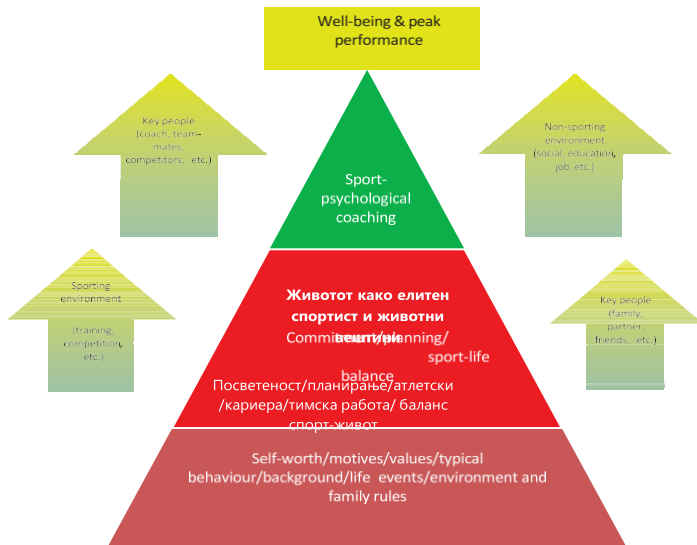 Well-being & peak
performance
Key people
(coach, team-
mates,
competitors, etc.)
Non-sporting
environment
(social, education,
job, etc.)
Sport-
psychological
coaching
Sporting
environment
(training,
competition,
etc.)
Key people
(family,
partner,
friends, etc.)
Животот како елитен
спортист и животни
вештини
planning/
sport-life
balance
Посветеност/планирање/атлетски
/кариера/тимска работа/ баланс
спорт-живот
Self-worth/motives/values/typical
behaviour/background/life events/environment and
family rules